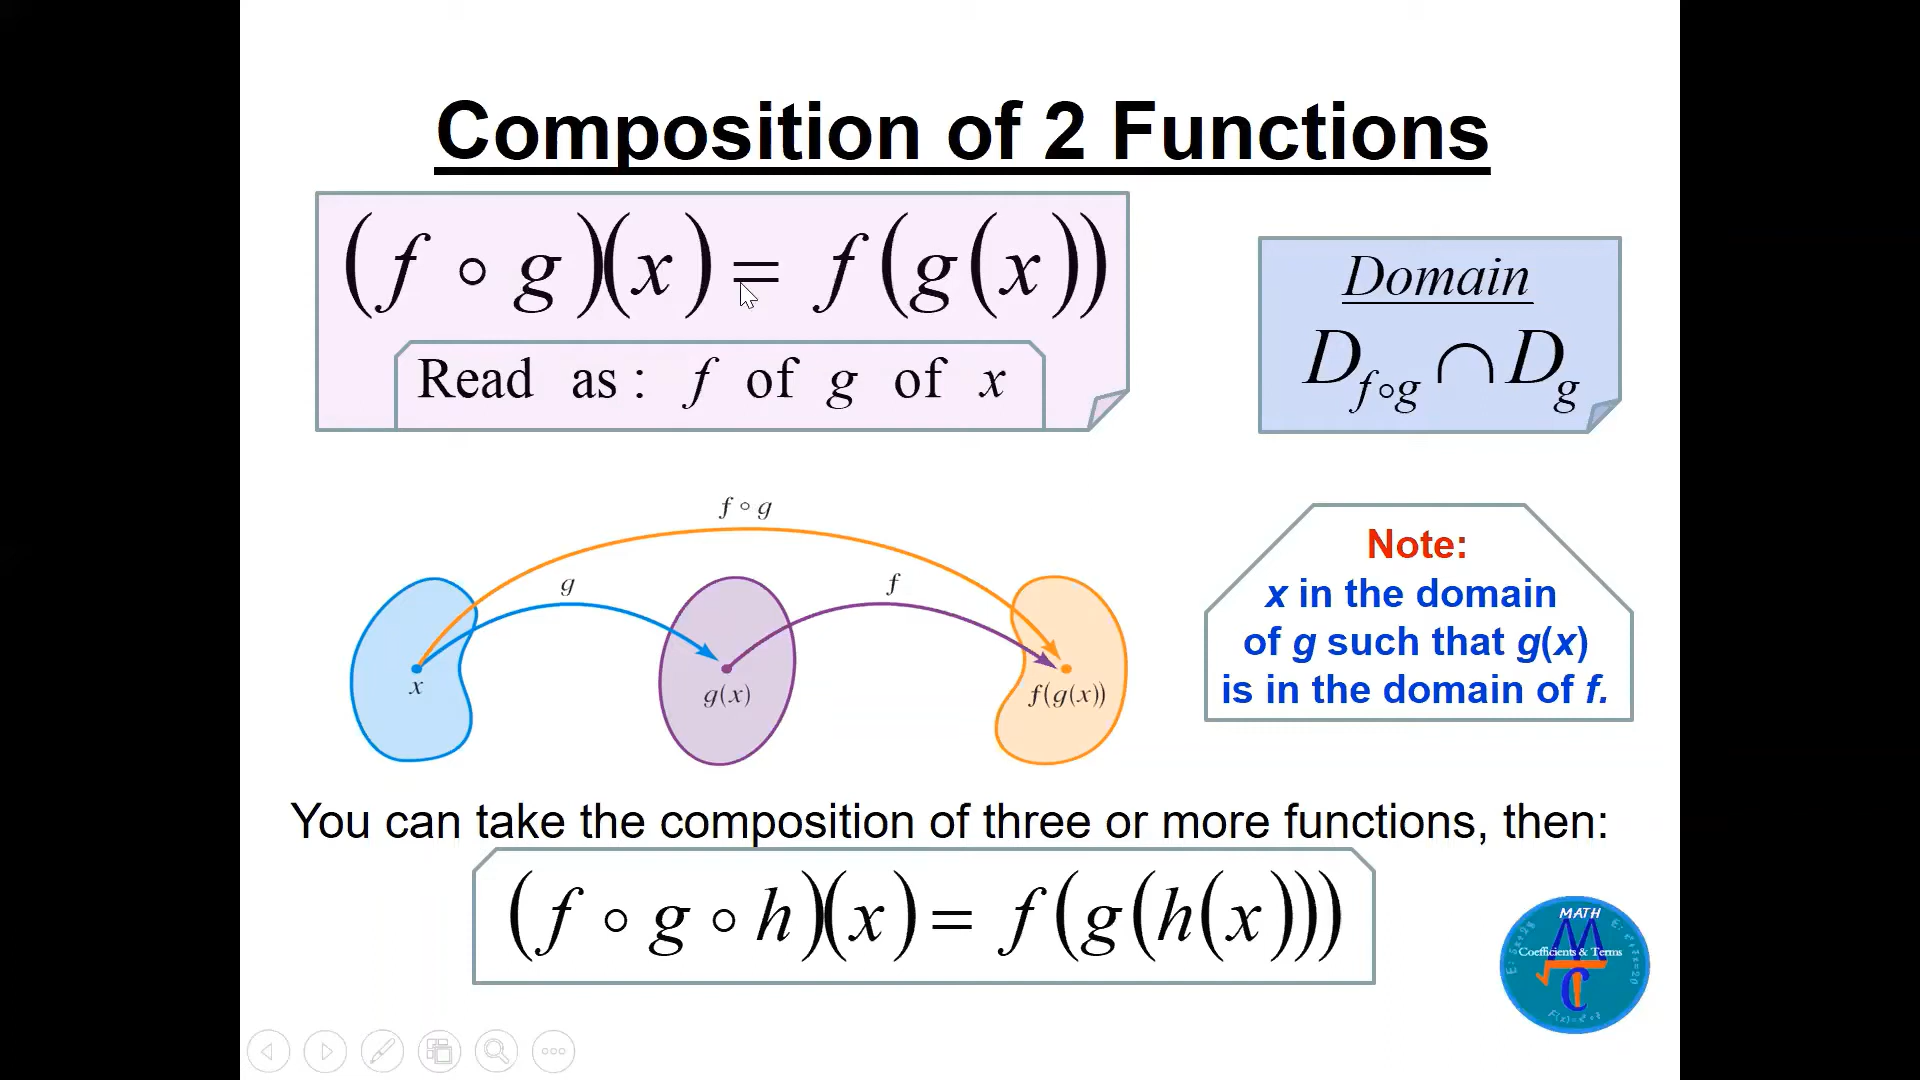 Composition of 2 Functions
(f ∘ g)(x) = f(g(x))
Read as: f of g of x
Domain
D_{f∘g} ∩ D_g
f ∘ g
g
f
x
g(x)
f(g(x))
Note:
x in the domain
of g such that g(x)
is in the domain of f.
You can take the composition of three or more functions, then:
(f ∘ g ∘ h)(x) = f(g(h(x)))
MATH
Coefficients & Terms